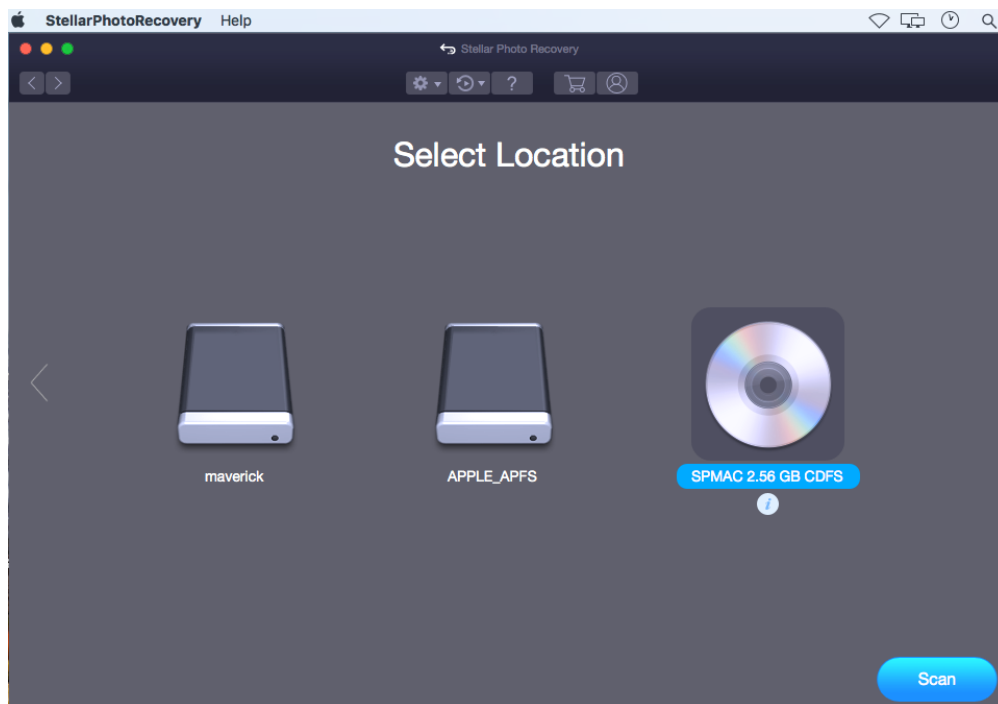 StellarPhotoRecovery Help
Stellar Photo Recovery
?
Select Location
maverick
APPLE_APFS
SPMAC 2.56 GB CDFS
i
Scan